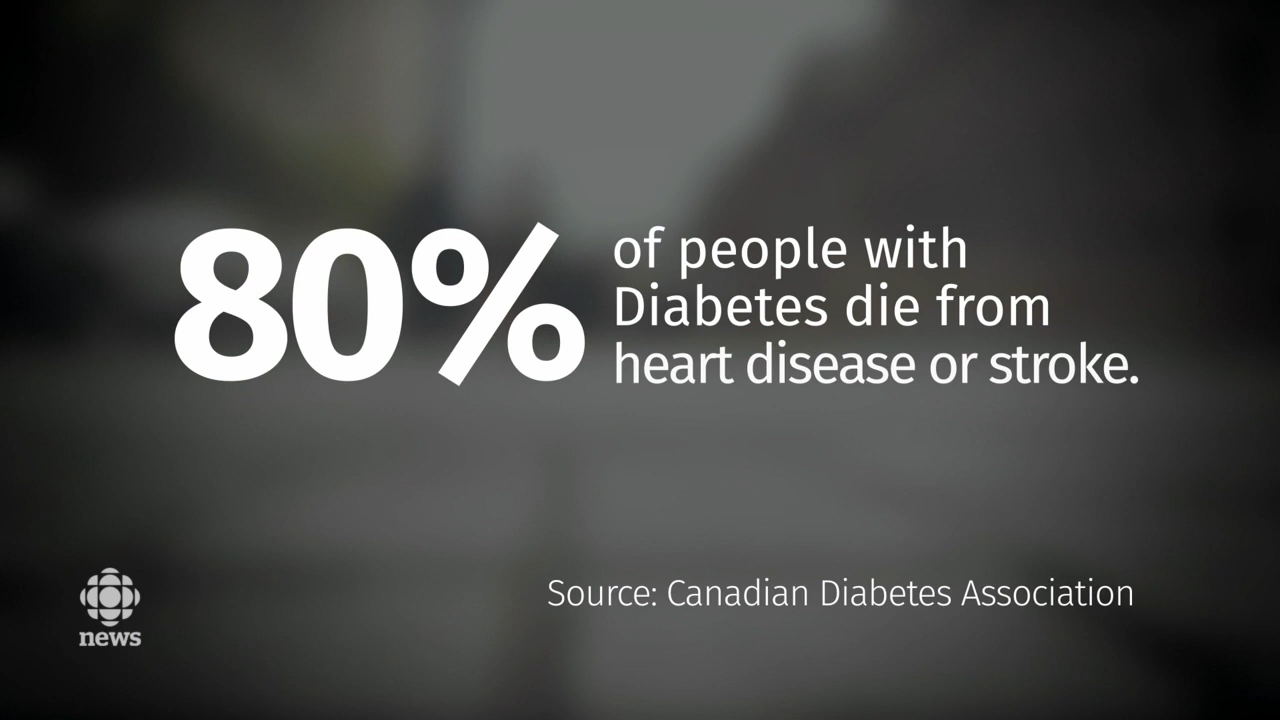 80%
of people with
Diabetes die from
heart disease or stroke.
Source: Canadian Diabetes Association
news